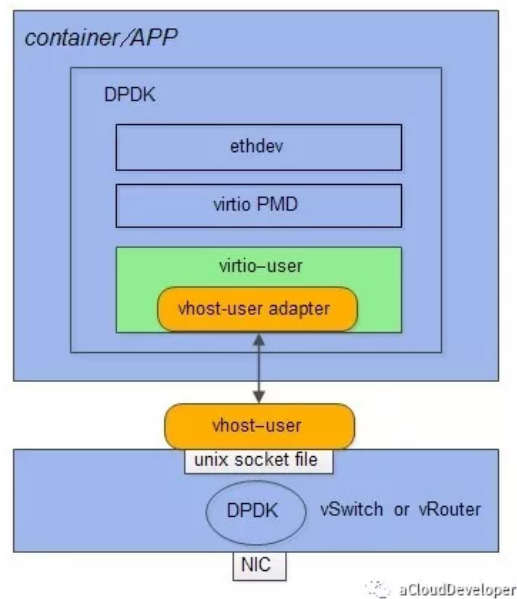 container/APP
DPDK
ethdev
virtio PMD
virtio-user
vhost-user adapter
vhost-user
unix socket file
DPDK vSwitch or vRouter
NIC
aCloudDeveloper